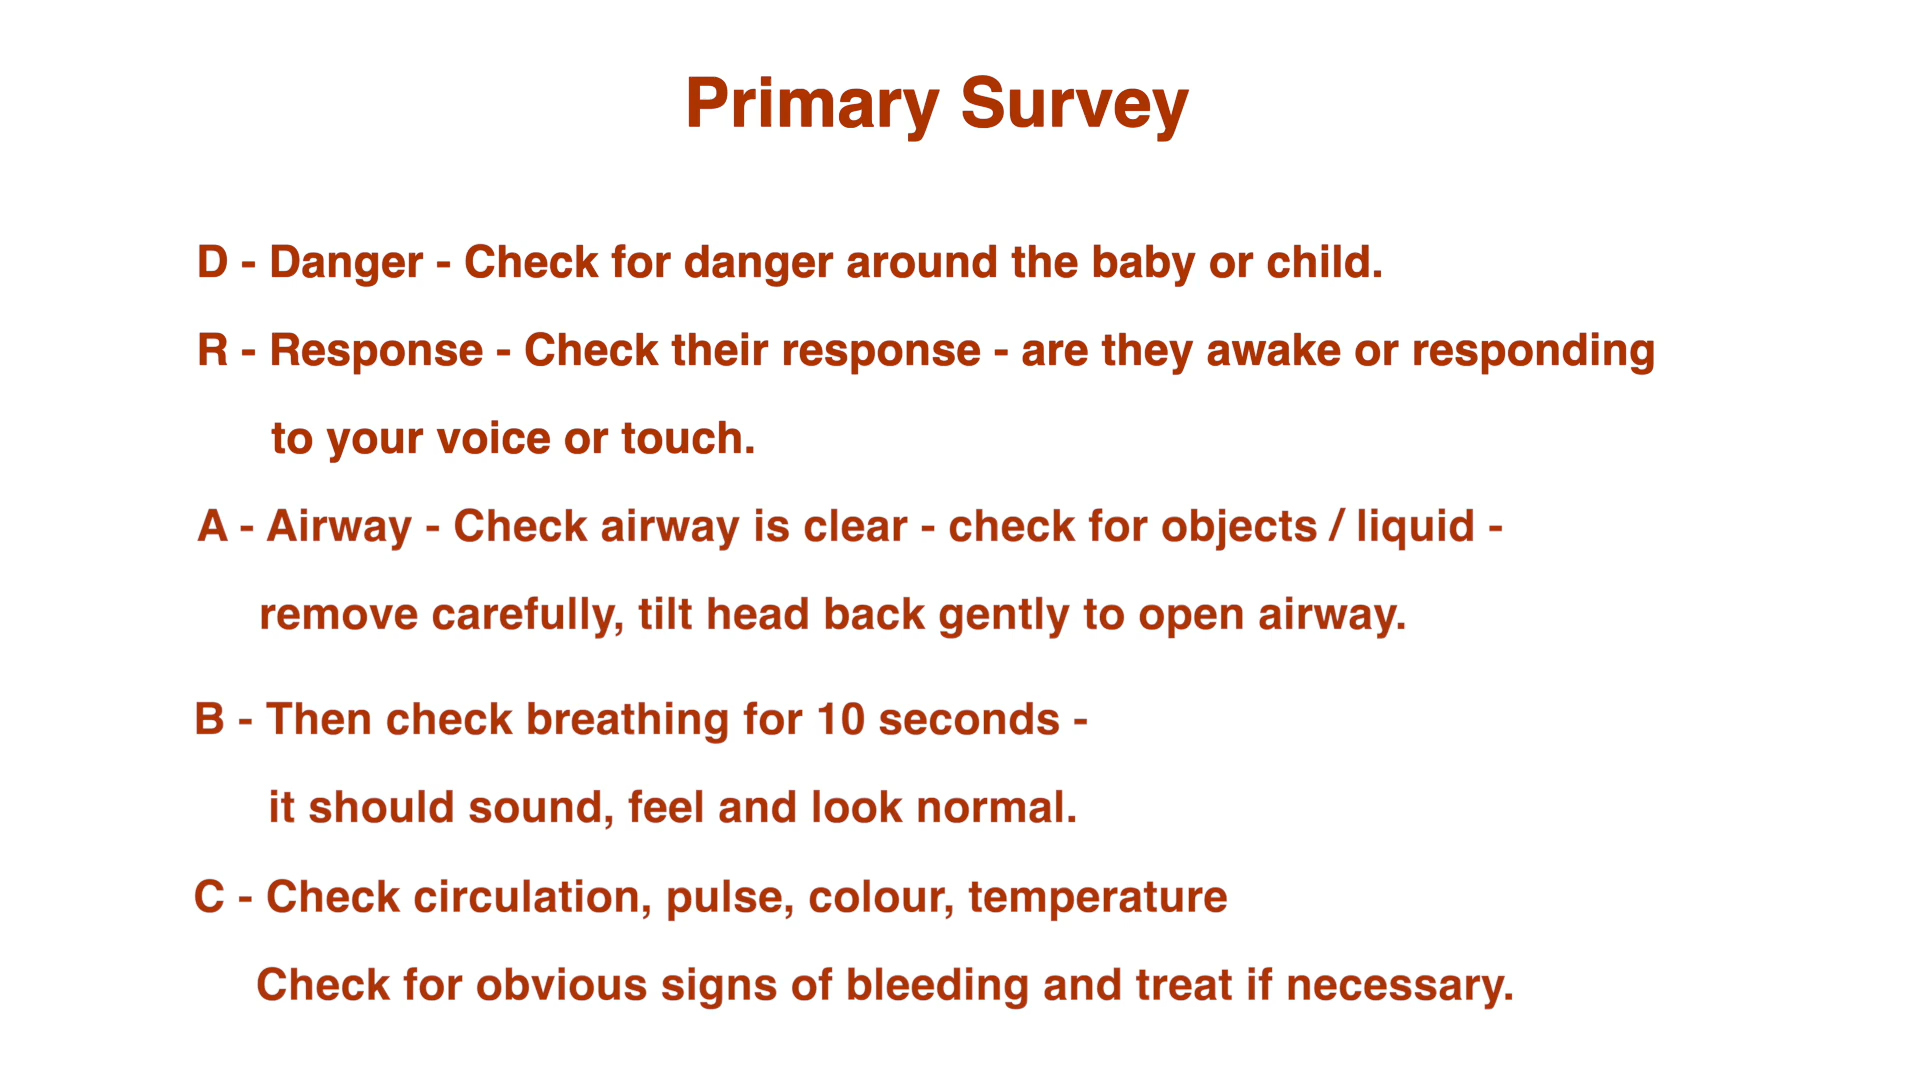 Primary Survey
D - Danger - Check for danger around the baby or child.
R - Response - Check their response - are they awake or responding
to your voice or touch.
A - Airway - Check airway is clear - check for objects / liquid -
remove carefully, tilt head back gently to open airway.
B - Then check breathing for 10 seconds -
it should sound, feel and look normal.
C - Check circulation, pulse, colour, temperature
Check for obvious signs of bleeding and treat if necessary.